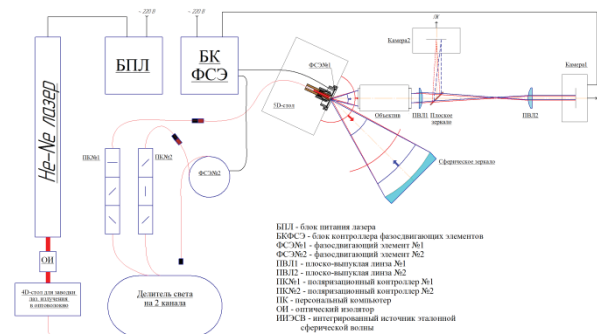 ~ 220 В
~ 220 В
He-Ne лазер
БПЛ
БК
ФСЭ
ФСЭ№1
5D-стол
Камера2
Камера1
Объектив
ПВЛ1
Плоское
зеркало
ПВЛ2
Сферическое зеркало
ПК№1
ПК№2
ФСЭ№2
ОИ
4D-стол для заводки
лаз. излучения
в оптоволокно
Делитель света
на 2 канала
БПЛ - блок питания лазера
БКФСЭ - блок контроллера фазосдвигающих элементов
ФСЭ№1 - фазосдвигающий элемент №1
ФСЭ№2 - фазосдвигающий элемент №2
ПВЛ1 - плоско-выпуклая линза №1
ПВЛ2 - плоско-выпуклая линза №2
ПК№1 - поляризационный контроллер №1
ПК№2 - поляризационный контроллер №2
ПК - персональный компьютер
ОИ - оптический изолятор
ИИЭСВ - интегрированный источник эталонной
сферической волны